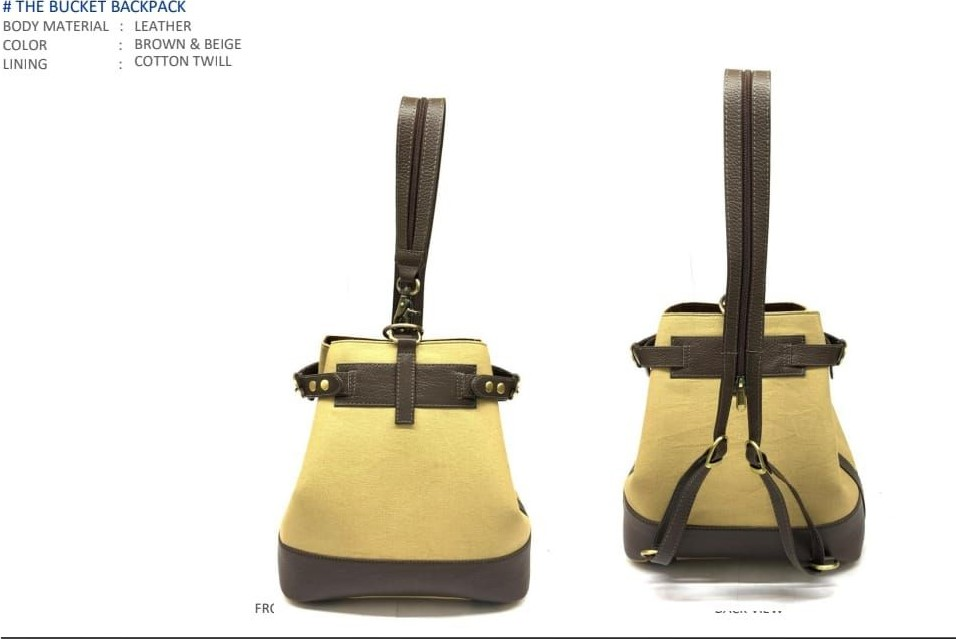 # THE BUCKET BACKPACK
BODY MATERIAL : LEATHER
COLOR : BROWN & BEIGE
LINING : COTTON TWILL